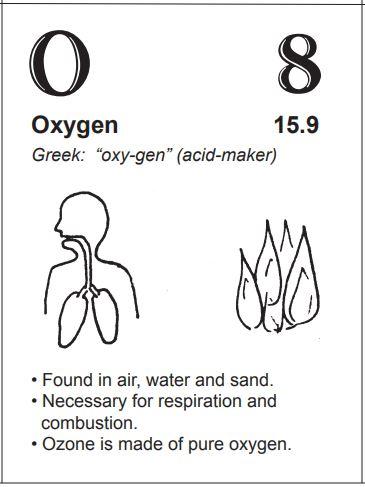 O 8
Oxygen 15.9
Greek: “oxy-gen” (acid-maker)
• Found in air, water and sand.
• Necessary for respiration and
combustion.
• Ozone is made of pure oxygen.